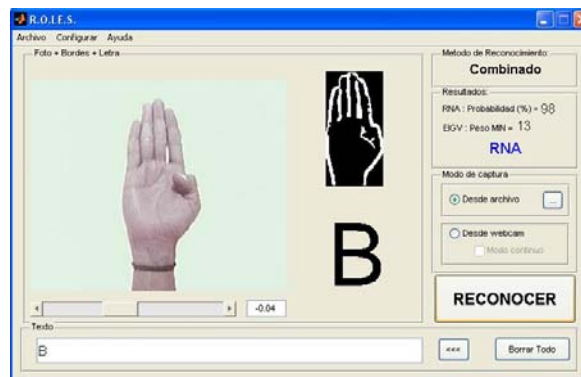 R.O.I.E.S.
Archivo Configurar Ayuda
Foto + Bordes + Letra
B
-0.04
Metodo de Reconocimiento:
Combinado
Resultados:
RNA : Probabilidad (%) = 98
EIGV : Peso MIN = 13
RNA
Modo de captura
Desde archivo
...
Desde webcam
Modo continuo
RECONOCER
Texto
B
<<<
Borrar Todo